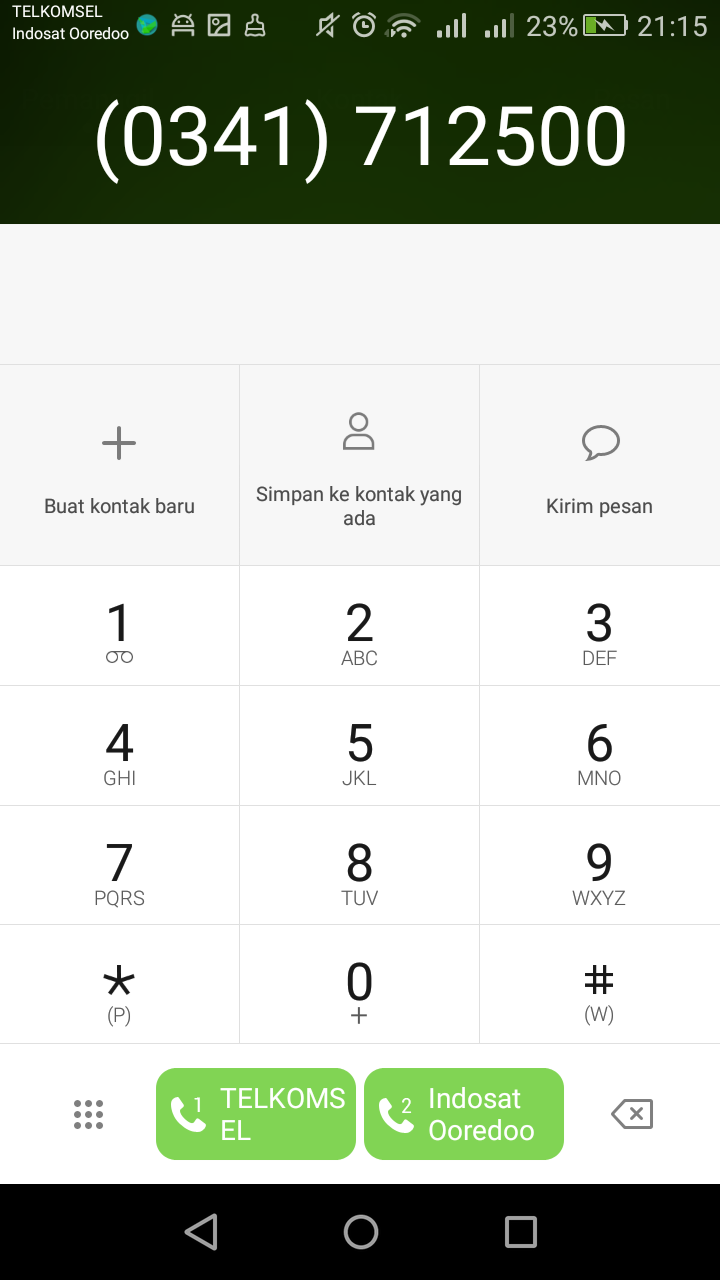 TELKOMSEL
Indosat Ooredoo
23% 21:15
(0341) 712500
Buat kontak baru
Simpan ke kontak yang
ada
Kirim pesan
1 2 3
ABC DEF
4 5 6
GHI JKL MNO
7 8 9
PQRS TUV WXYZ
* 0 #
(P) + (W)
1 TELKOMS
EL
2 Indosat
Ooredoo